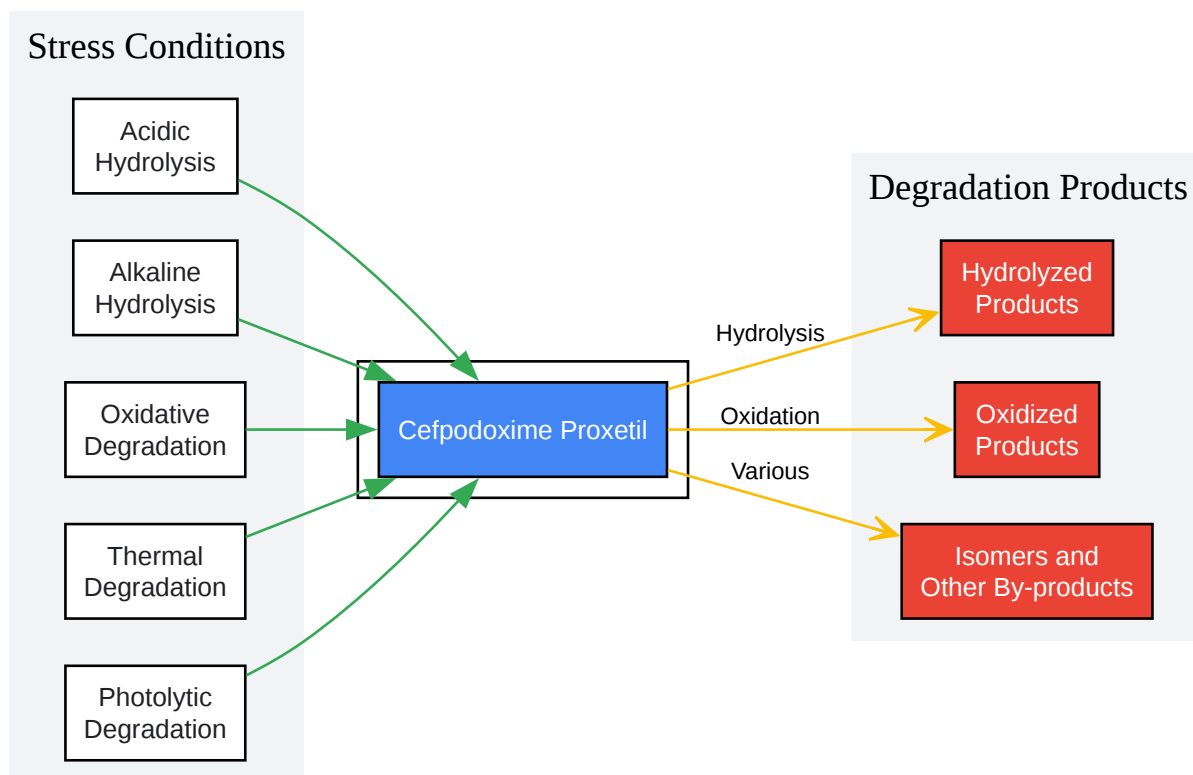 Stress Conditions
Acidic
Hydrolysis
Alkaline
Hydrolysis
Oxidative
Degradation
Thermal
Degradation
Photolytic
Degradation
Cefpodoxime Proxetil
Hydrolysis
Oxidation
Various
Degradation Products
Hydrolyzed
Products
Oxidized
Products
Isomers and
Other By-products